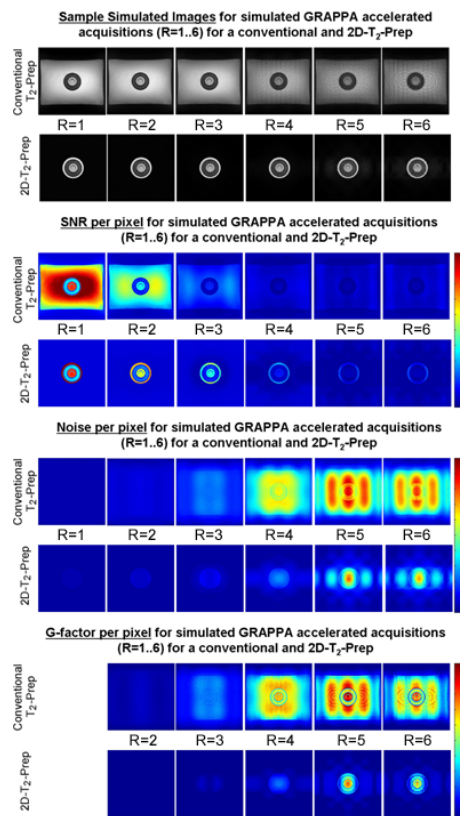 Sample Simulated Images for simulated GRAPPA accelerated
acquisitions (R=1..6) for a conventional and 2D-T2-Prep
Conventional
T2-Prep
R=1 R=2 R=3 R=4 R=5 R=6
2D-T2-Prep
SNR per pixel for simulated GRAPPA accelerated acquisitions
(R=1..6) for a conventional and 2D-T2-Prep
Conventional
T2-Prep
R=1 R=2 R=3 R=4 R=5 R=6
2D-T2-Prep
Noise per pixel for simulated GRAPPA accelerated acquisitions
(R=1..6) for a conventional and 2D-T2-Prep
Conventional
T2-Prep
R=1 R=2 R=3 R=4 R=5 R=6
2D-T2-Prep
G-factor per pixel for simulated GRAPPA accelerated acquisitions
(R=1..6) for a conventional and 2D-T2-Prep
Conventional
T2-Prep
R=2 R=3 R=4 R=5 R=6
2D-T2-Prep